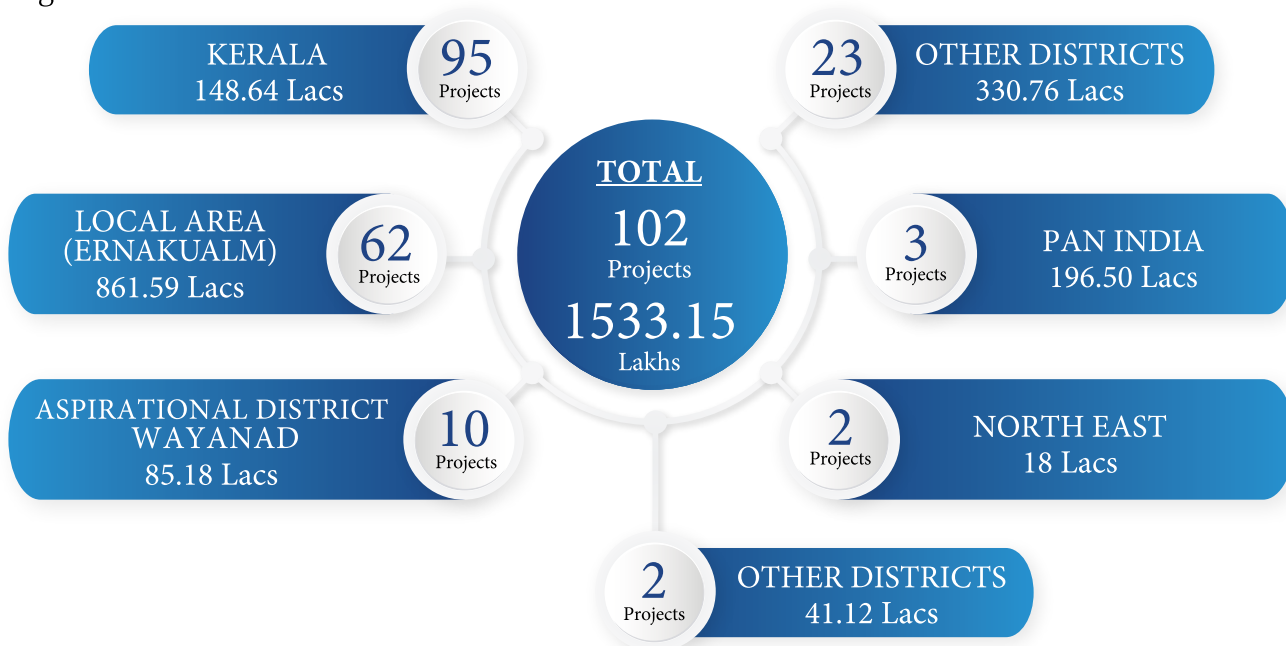 KERALA
148.64 Lacs
95
Projects
23
Projects
OTHER DISTRICTS
330.76 Lacs
LOCAL AREA
(ERNAKUALM)
861.59 Lacs
62
Projects
TOTAL
102
Projects
1533.15
Lakhs
3
Projects
PAN INDIA
196.50 Lacs
ASPIRATIONAL DISTRICT
WAYANAD
85.18 Lacs
10
Projects
2
Projects
NORTH EAST
18 Lacs
2
Projects
OTHER DISTRICTS
41.12 Lacs